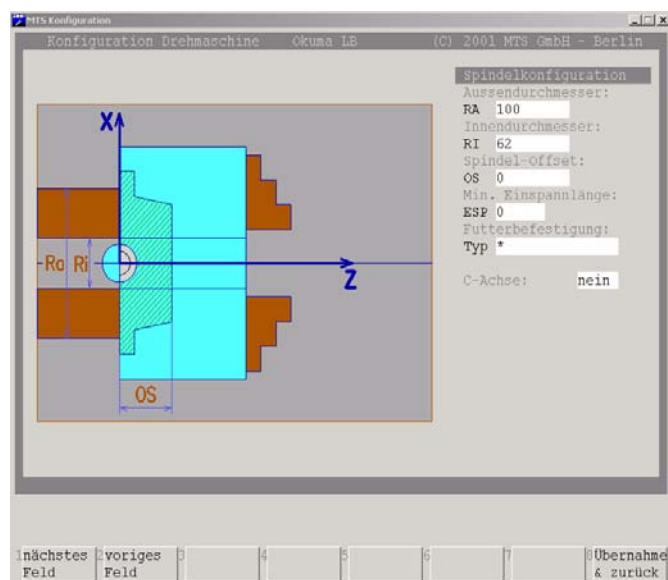 MTS Konfiguration
Konfiguration Drehmaschine Okuma LB (C) 2001 MTS GmbH - Berlin
Spindelkonfiguration
Aussendurchmesser:
RA 100
Innendurchmesser:
RI 62
Spindel-Offset:
OS 0
Min. Einspannlänge:
ESP 0
Futterbefestigung:
Typ *
C-Achse: nein
X
Ra Ri
Z
OS
1 nächstes 2 voriges 3 4 5 6 7 8 Übernahme
Feld Feld & zurück